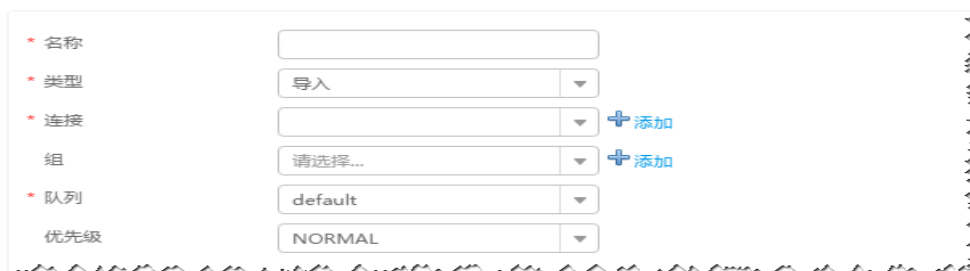 * 名称
* 类型 导入
* 连接 添加
组 请选择... 添加
* 队列 default
优先级 NORMAL